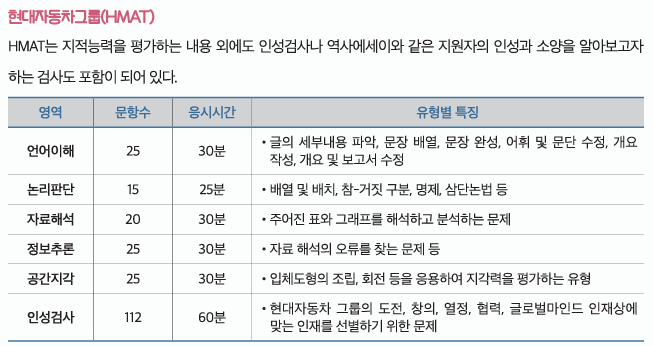 현대자동차그룹(HMAT)
HMAT는 지적능력을 평가하는 내용 외에도 인성검사나 역사에세이와 같은 지원자의 인성과 소양을 알아보고자
하는 검사도 포함이 되어 있다.
영역 문항수 응시시간 유형별 특징
언어이해 25 30분 • 글의 세부내용 파악, 문장 배열, 문장 완성, 어휘 및 문단 수정, 개요
작성, 개요 및 보고서 수정
논리판단 15 25분 • 배열 및 배치, 참-거짓 구분, 명제, 삼단논법 등
자료해석 20 30분 • 주어진 표와 그래프를 해석하고 분석하는 문제
정보추론 25 30분 • 자료 해석의 오류를 찾는 문제 등
공간지각 25 30분 • 입체도형의 조립, 회전 등을 응용하여 지각력을 평가하는 유형
인성검사 112 60분 • 현대자동차 그룹의 도전, 창의, 열정, 협력, 글로벌마인드 인재상에
맞는 인재를 선별하기 위한 문제